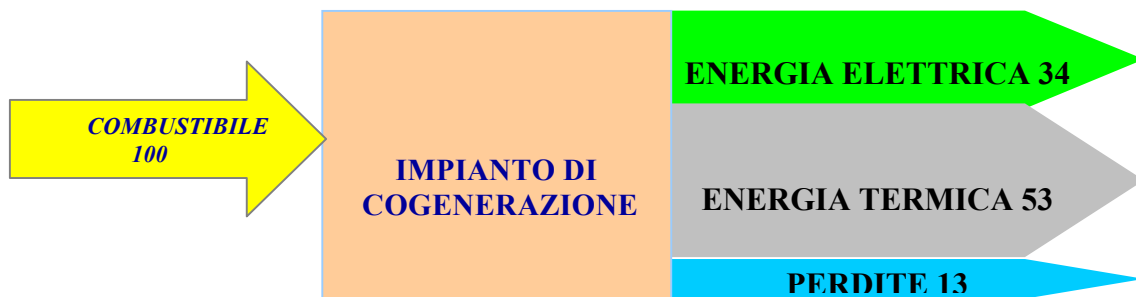 COMBUSTIBILE
100
IMPIANTO DI
COGENERAZIONE
ENERGIA ELETTRICA 34
ENERGIA TERMICA 53
PERDITE 13